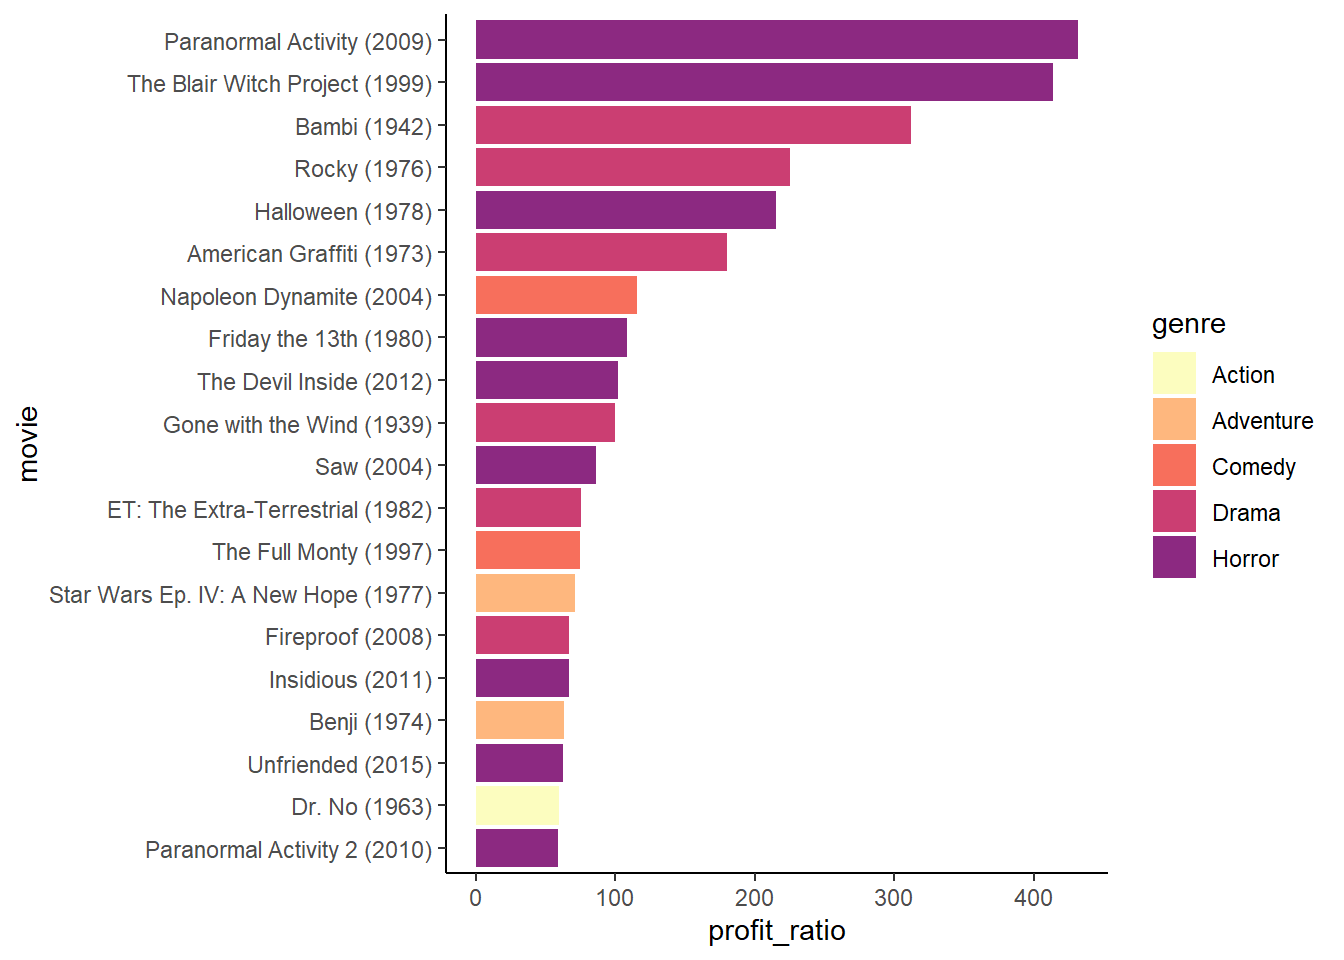 Paranormal Activity (2009)
The Blair Witch Project (1999)
Bambi (1942)
Rocky (1976)
Halloween (1978)
American Graffiti (1973)
Napoleon Dynamite (2004)
Friday the 13th (1980)
The Devil Inside (2012)
Gone with the Wind (1939)
Saw (2004)
ET: The Extra-Terrestrial (1982)
The Full Monty (1997)
Star Wars Ep. IV: A New Hope (1977)
Fireproof (2008)
Insidious (2011)
Benji (1974)
Unfriended (2015)
Dr. No (1963)
Paranormal Activity 2 (2010)
movie
0 100 200 300 400
profit_ratio
genre
Action
Adventure
Comedy
Drama
Horror